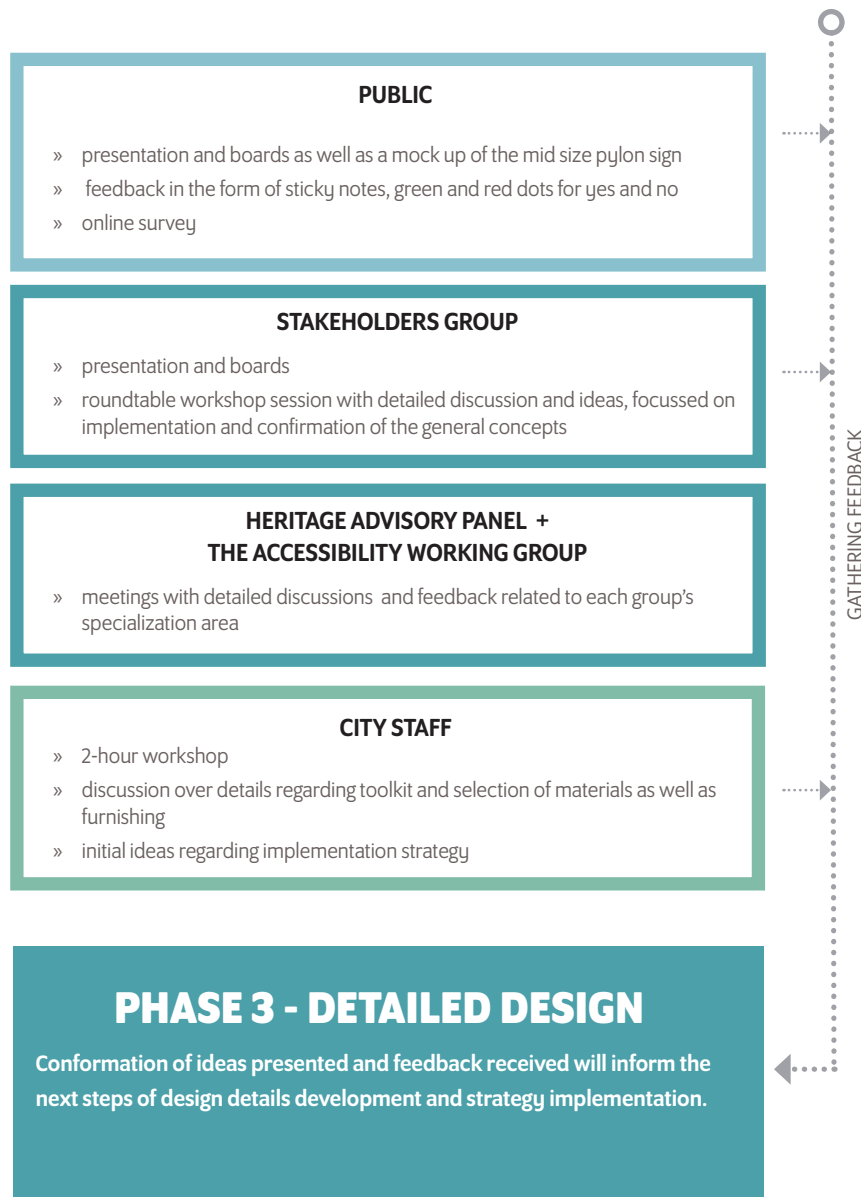 PUBLIC
» presentation and boards as well as a mock up of the mid size pylon sign
» feedback in the form of sticky notes, green and red dots for yes and no
» online survey
STAKEHOLDERS GROUP
» presentation and boards
» roundtable workshop session with detailed discussion and ideas, focussed on
implementation and confirmation of the general concepts
HERITAGE ADVISORY PANEL +
THE ACCESSIBILITY WORKING GROUP
» meetings with detailed discussions and feedback related to each group's
specialization area
CITY STAFF
» 2-hour workshop
» discussion over details regarding toolkit and selection of materials as well as
furnishing
» initial ideas regarding implementation strategy
GATHERING FEEDBACK
PHASE 3 - DETAILED DESIGN
Conformation of ideas presented and feedback received will inform the
next steps of design details development and strategy implementation.